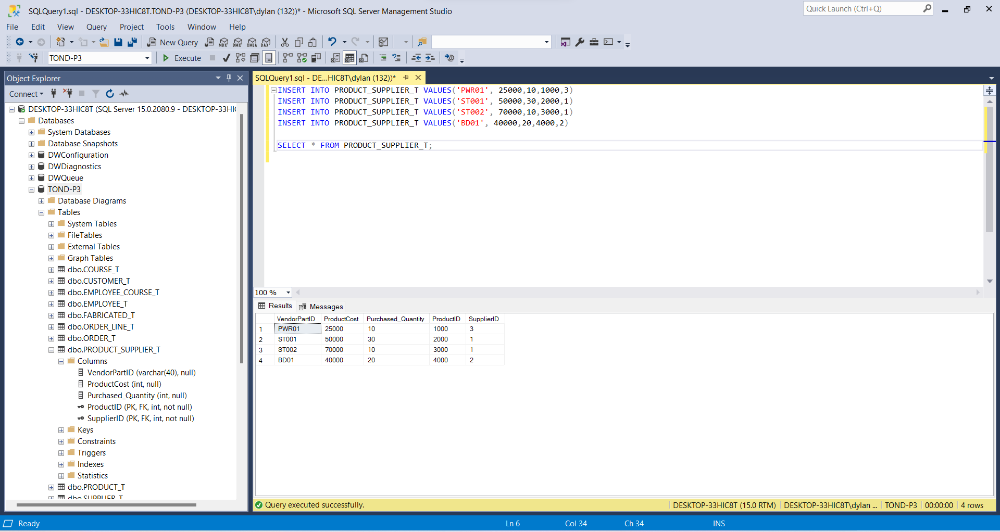 SQLQuery1.sql - DESKTOP-33HIC8T.TOND-P3 (DESKTOP-33HIC8T\dylan (132))* - Microsoft SQL Server Management Studio
Quick Launch (Ctrl+Q)
File Edit View Query Project Tools Window Help
New Query MDX DMX XMLA DAX
TOND-P3 Execute
Object Explorer
Connect
DESKTOP-33HIC8T (SQL Server 15.0.2080.9 - DESKTOP-33HI
Databases
System Databases
Database Snapshots
DWConfiguration
DWDiagnostics
DWQueue
TOND-P3
Database Diagrams
Tables
System Tables
FileTables
External Tables
Graph Tables
dbo.COURSE_T
dbo.CUSTOMER_T
dbo.EMPLOYEE_COURSE_T
dbo.EMPLOYEE_T
dbo.FABRICATED_T
dbo.ORDER_LINE_T
dbo.ORDER_T
dbo.PRODUCT_SUPPLIER_T
Columns
VendorPartID (varchar(40), null)
ProductCost (int, null)
Purchased_Quantity (int, null)
ProductID (PK, FK, int, not null)
SupplierID (PK, FK, int, not null)
Keys
Constraints
Triggers
Indexes
Statistics
dbo.PRODUCT_T
dbo.SUPPLIER_T
SQLQuery1.sql - DE...HIC8T\dylan (132))*
INSERT INTO PRODUCT_SUPPLIER_T VALUES('PWR01', 25000,10,1000,3)
INSERT INTO PRODUCT_SUPPLIER_T VALUES('ST001', 50000,30,2000,1)
INSERT INTO PRODUCT_SUPPLIER_T VALUES('ST002', 70000,10,3000,1)
INSERT INTO PRODUCT_SUPPLIER_T VALUES('BD01', 40000,20,4000,2)
SELECT * FROM PRODUCT_SUPPLIER_T;
100 %
Results Messages
VendorPartID ProductCost Purchased_Quantity ProductID SupplierID
1 PWR01 25000 10 1000 3
2 ST001 50000 30 2000 1
3 ST002 70000 10 3000 1
4 BD01 40000 20 4000 2
Query executed successfully. DESKTOP-33HIC8T (15.0 RTM) DESKTOP-33HIC8T\dylan ... TOND-P3 00:00:00 4 rows
Ready Ln 6 Col 34 Ch 34 INS